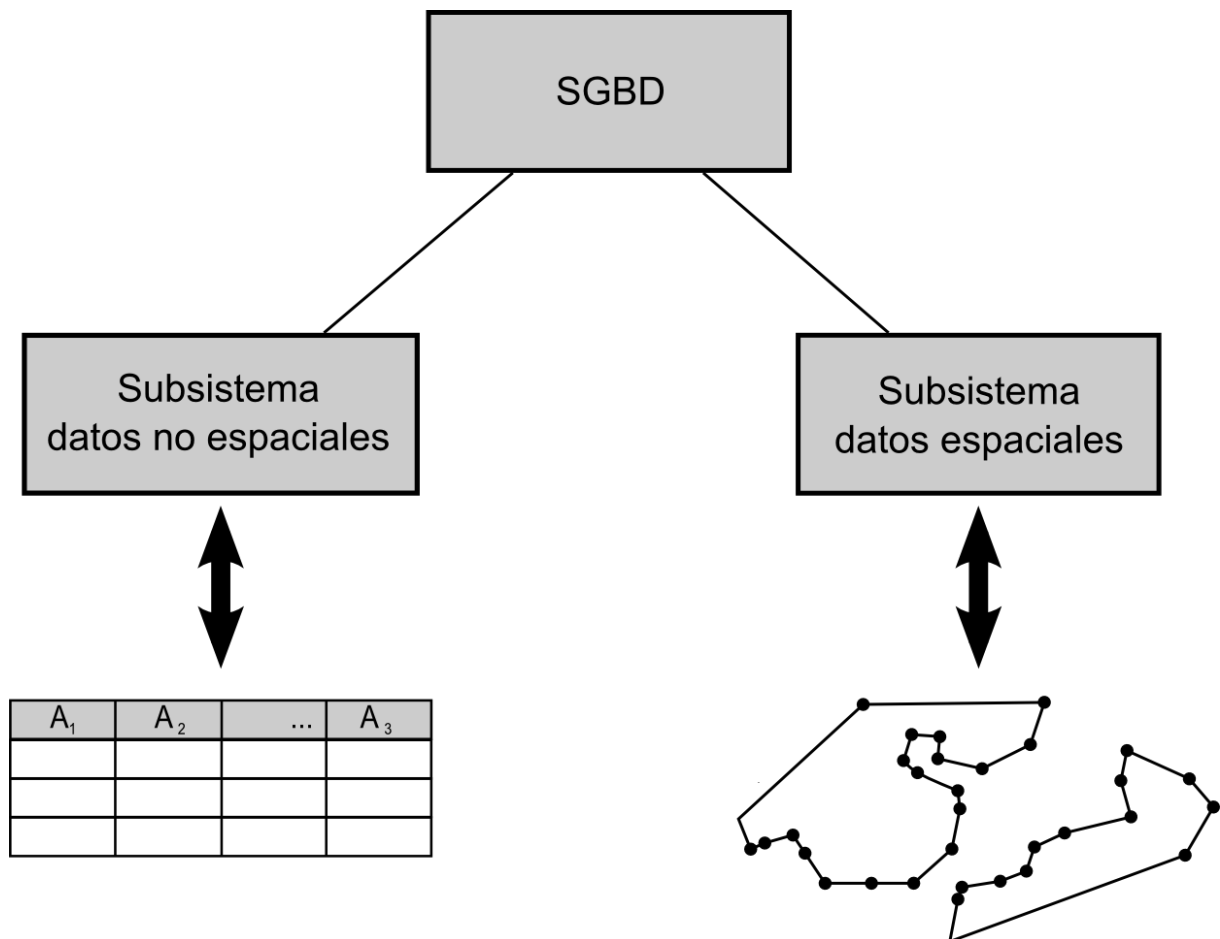 SGBD
Subsistema
datos no espaciales
Subsistema
datos espaciales
A₁ A₂ ... A₃